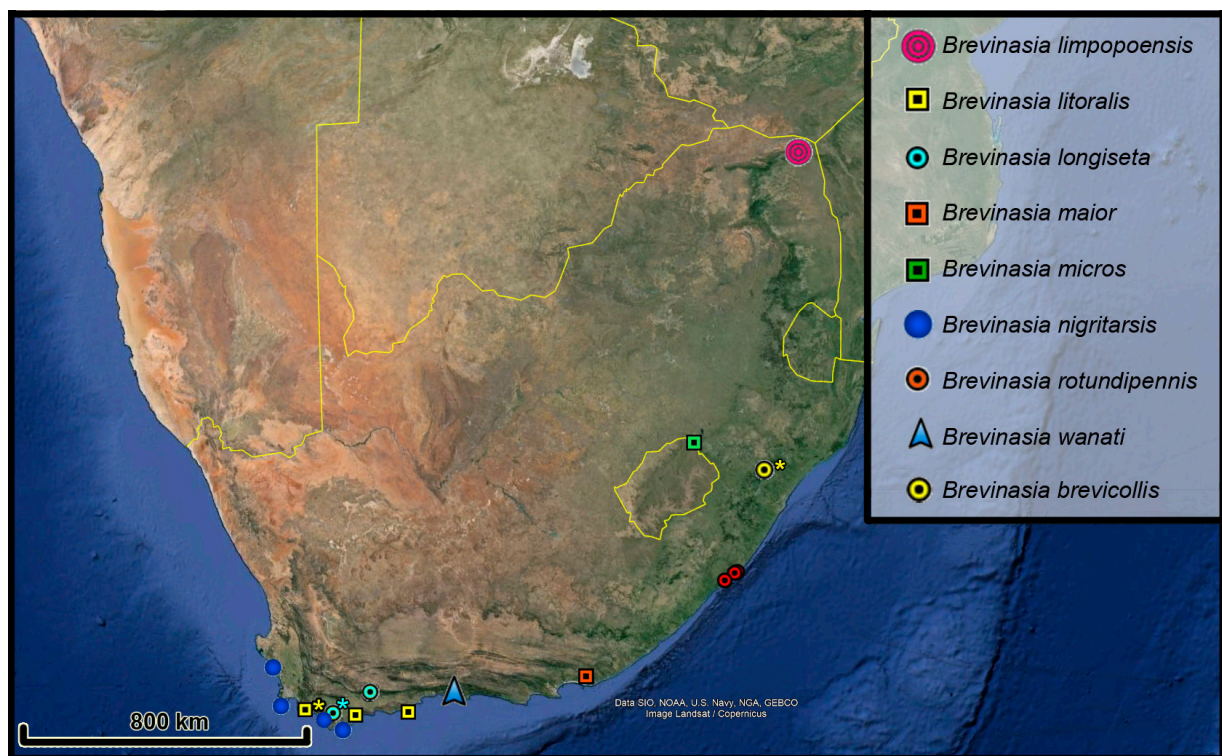 Brevinasia limpopoensis
Brevinasia litoralis
Brevinasia longiseta
Brevinasia maior
Brevinasia micros
Brevinasia nigritarsis
Brevinasia rotundipennis
Brevinasia wanati
Brevinasia brevicollis
800 km
Data SIO, NOAA, U.S. Navy, NGA, GEBCO
Image Landsat / Copernicus